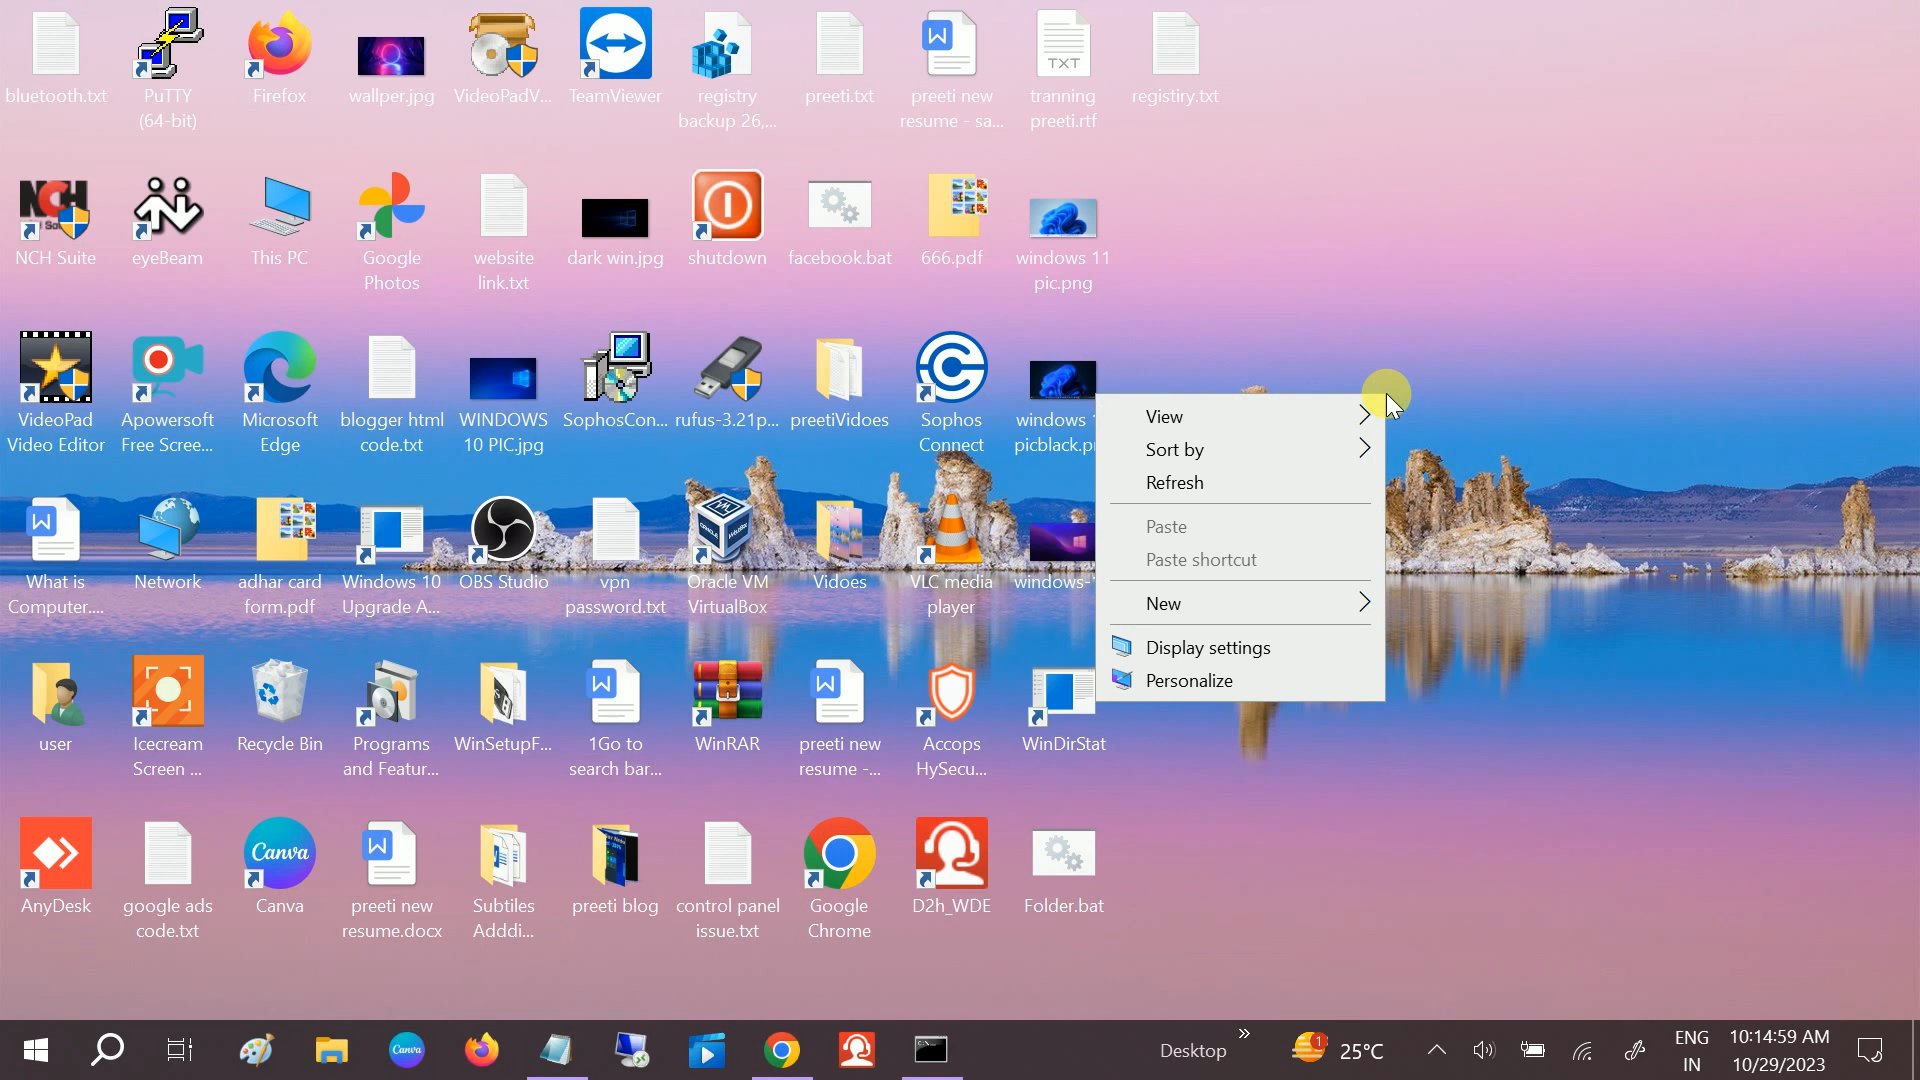 bluetooth.txt
PuTTY
(64-bit)
Firefox
wallper.jpg
VideoPadV...
TeamViewer
registry
backup 26,...
preeti.txt
preeti new
resume - sa...
TXT
tranning
preeti.rtf
registiry.txt
NCH
NCH Suite
eyeBeam
This PC
Google
Photos
website
link.txt
dark win.jpg
shutdown
facebook.bat
666.pdf
windows 11
pic.png
VideoPad
Video Editor
Apowersoft
Free Scree...
Microsoft
Edge
blogger html
code.txt
WINDOWS
10 PIC.jpg
SophosCon...
rufus-3.21p...
preetiVidoes
Sophos
Connect
windows
picblack.pn
What is
Computer....
Network
adhar card
form.pdf
Windows 10
Upgrade A...
OBS Studio
vpn
password.txt
Oracle VM
VirtualBox
Vidoes
VLC media
player
windows-
user
Icecream
Screen ...
Recycle Bin
Programs
and Featur...
WinSetupF...
1Go to
search bar...
WinRAR
preeti new
resume -...
Accops
HySecu...
WinDirStat
AnyDesk
google ads
code.txt
Canva
Canva
preeti new
resume.docx
Subtiles
Adddi...
preeti blog
control panel
issue.txt
Google
Chrome
D2h_WDE
Folder.bat
View
Sort by
Refresh
Paste
Paste shortcut
New
Display settings
Personalize
Canva
Desktop
1
25°C
ENG
IN
10:14:59 AM
10/29/2023